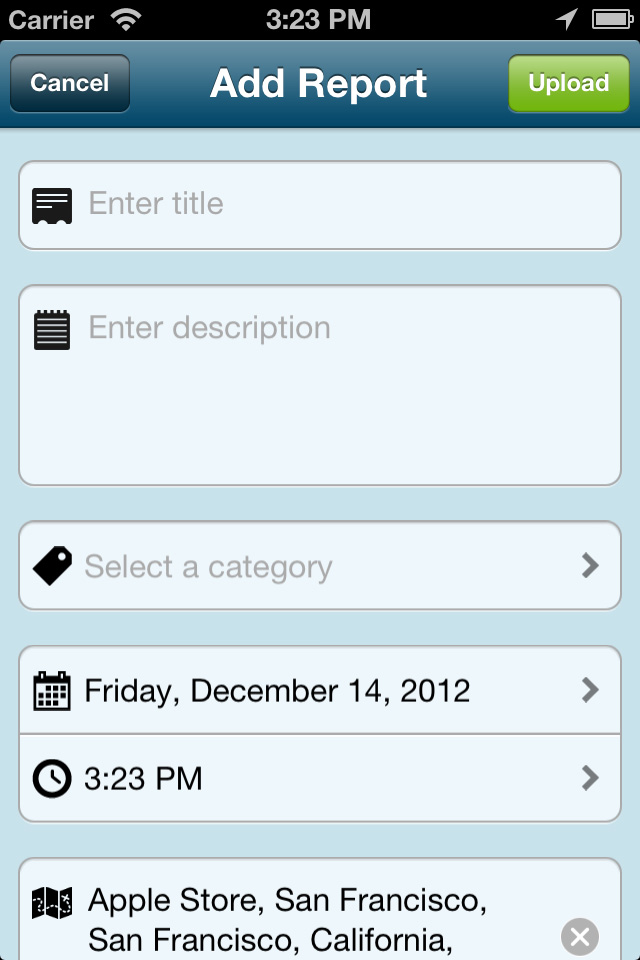 Carrier 3:23 PM
Cancel Add Report Upload
Enter title
Enter description
Select a category
Friday, December 14, 2012
3:23 PM
Apple Store, San Francisco,
San Francisco, California,